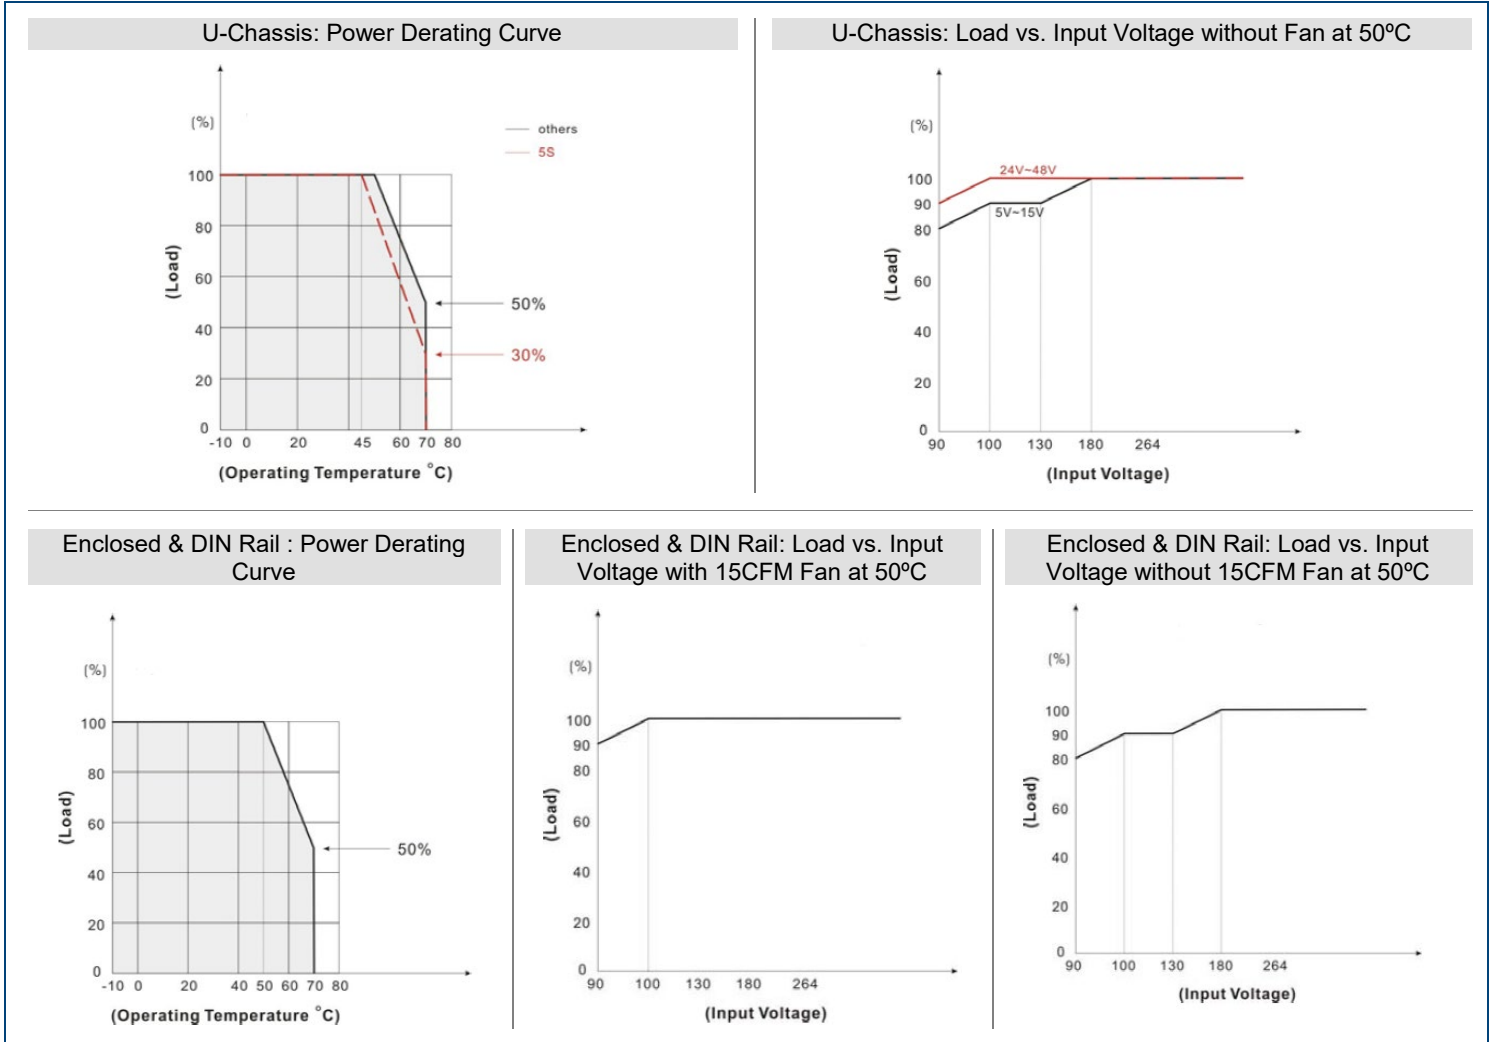 U-Chassis: Power Derating Curve
(%)
others
5S
100
80
60
40
20
0
(Load)
50%
30%
-10 0 20 45 60 70 80
(Operating Temperature °C)
U-Chassis: Load vs. Input Voltage without Fan at 50ºC
(%)
24V~48V
5V~15V
100
90
80
60
40
20
0
(Load)
90 100 130 180 264
(Input Voltage)
Enclosed & DIN Rail : Power Derating
Curve
(%)
100
80
60
40
20
0
(Load)
50%
-10 0 20 40 50 60 70 80
(Operating Temperature °C)
Enclosed & DIN Rail: Load vs. Input
Voltage with 15CFM Fan at 50ºC
(%)
100
90
80
60
40
20
0
(Load)
90 100 130 180 264
(Input Voltage)
Enclosed & DIN Rail: Load vs. Input
Voltage without 15CFM Fan at 50ºC
(%)
100
90
80
60
40
20
0
(Load)
90 100 130 180 264
(Input Voltage)